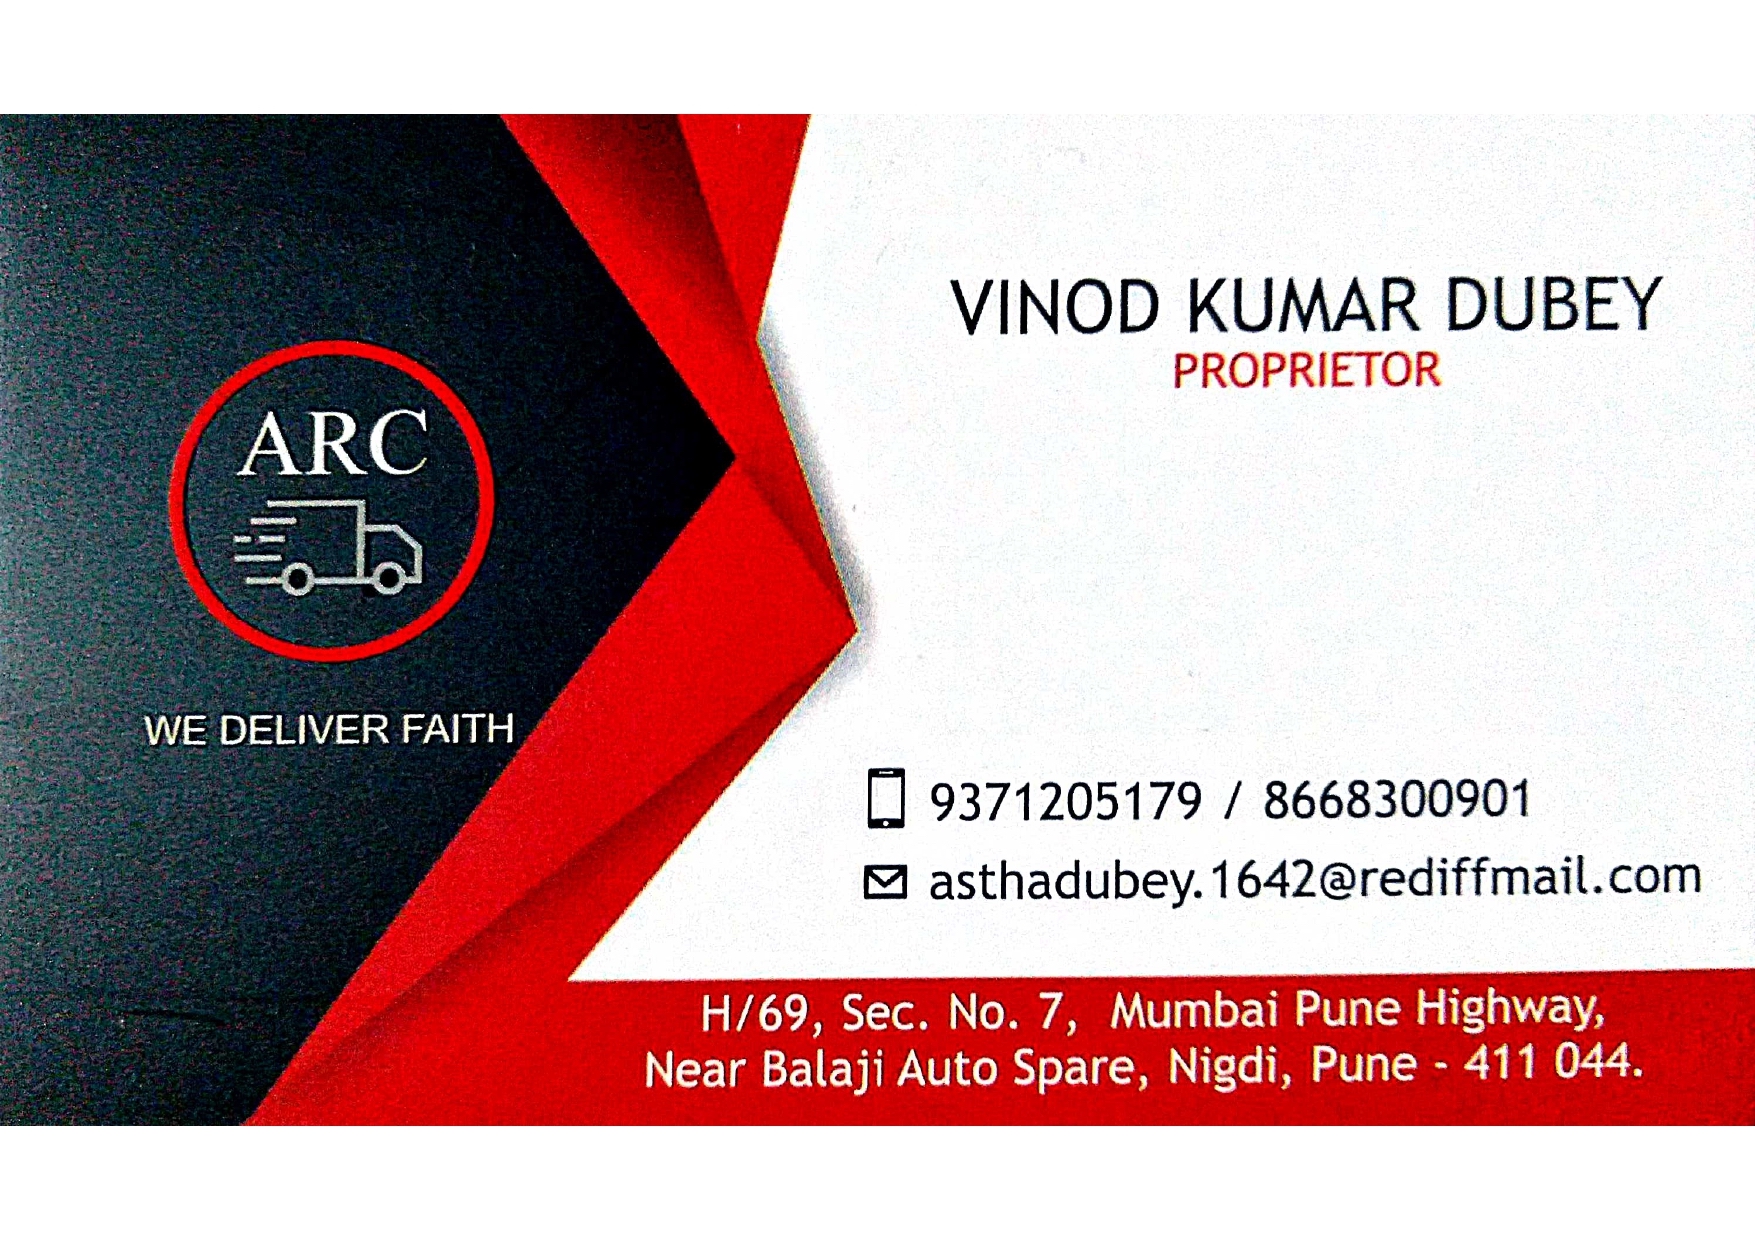 ARC
WE DELIVER FAITH
VINOD KUMAR DUBEY
PROPRIETOR
9371205179 / 8668300901
asthadubey.1642@rediffmail.com
H/69, Sec. No. 7, Mumbai Pune Highway,
Near Balaji Auto Spare, Nigdi, Pune - 411 044.